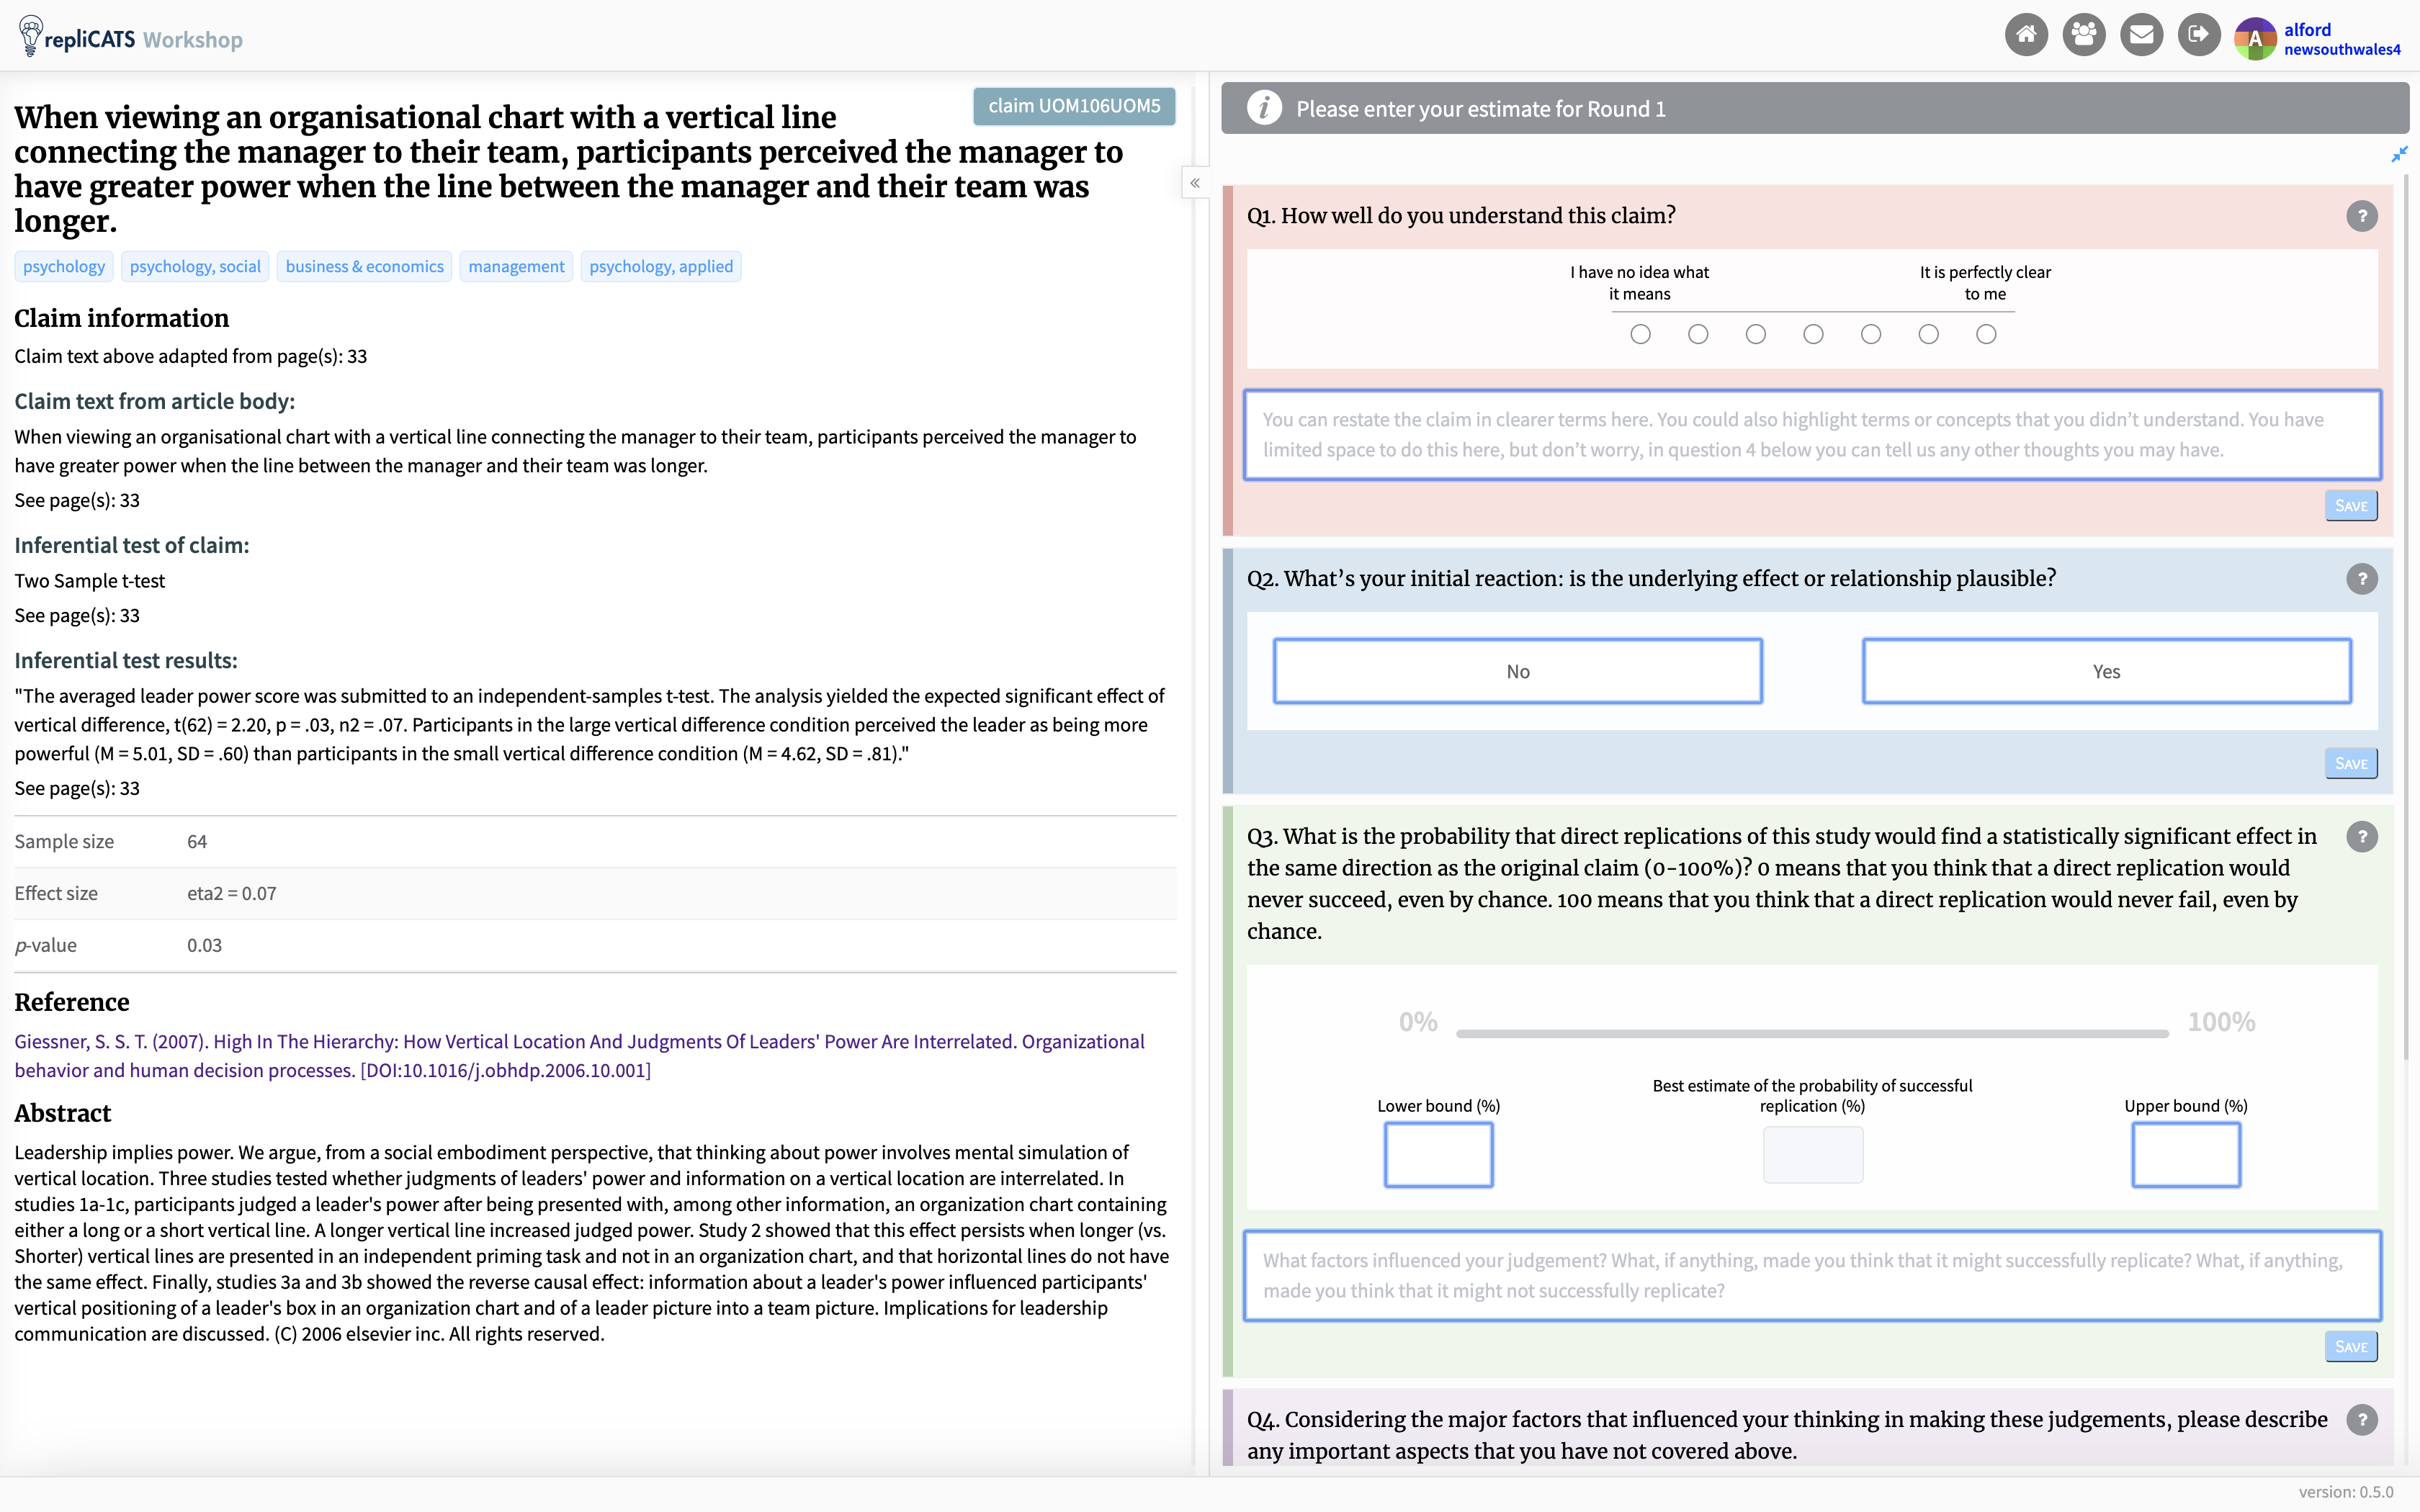 repliCATS Workshop
A
alford
newsouthwales4
claim UOM106UOM5
When viewing an organisational chart with a vertical line
connecting the manager to their team, participants perceived the manager to
have greater power when the line between the manager and their team was
longer.
psychology
psychology, social
business & economics
management
psychology, applied
Claim information
Claim text above adapted from page(s): 33
Claim text from article body:
When viewing an organisational chart with a vertical line connecting the manager to their team, participants perceived the manager to
have greater power when the line between the manager and their team was longer.
See page(s): 33
Inferential test of claim:
Two Sample t-test
See page(s): 33
Inferential test results:
"The averaged leader power score was submitted to an independent-samples t-test. The analysis yielded the expected significant effect of
vertical difference, t(62) = 2.20, p = .03, n2 = .07. Participants in the large vertical difference condition perceived the leader as being more
powerful (M = 5.01, SD = .60) than participants in the small vertical difference condition (M = 4.62, SD = .81)."
See page(s): 33
Sample size 64
Effect size eta2 = 0.07
p-value 0.03
Reference
Giessner, S. S. T. (2007). High In The Hierarchy: How Vertical Location And Judgments Of Leaders' Power Are Interrelated. Organizational
behavior and human decision processes. [DOI:10.1016/j.obhdp.2006.10.001]
Abstract
Leadership implies power. We argue, from a social embodiment perspective, that thinking about power involves mental simulation of
vertical location. Three studies tested whether judgments of leaders' power and information on a vertical location are interrelated. In
studies 1a-1c, participants judged a leader's power after being presented with, among other information, an organization chart containing
either a long or a short vertical line. A longer vertical line increased judged power. Study 2 showed that this effect persists when longer (vs.
Shorter) vertical lines are presented in an independent priming task and not in an organization chart, and that horizontal lines do not have
the same effect. Finally, studies 3a and 3b showed the reverse causal effect: information about a leader's power influenced participants'
vertical positioning of a leader's box in an organization chart and of a leader picture into a team picture. Implications for leadership
communication are discussed. (C) 2006 elsevier inc. All rights reserved.
«
i
Please enter your estimate for Round 1
Q1. How well do you understand this claim?
?
I have no idea what
it means
It is perfectly clear
to me
You can restate the claim in clearer terms here. You could also highlight terms or concepts that you didn’t understand. You have
limited space to do this here, but don’t worry, in question 4 below you can tell us any other thoughts you may have.
SAVE
Q2. What’s your initial reaction: is the underlying effect or relationship plausible?
?
No
Yes
SAVE
Q3. What is the probability that direct replications of this study would find a statistically significant effect in
the same direction as the original claim (0-100%)? 0 means that you think that a direct replication would
never succeed, even by chance. 100 means that you think that a direct replication would never fail, even by
chance.
?
0%
100%
Lower bound (%)
Best estimate of the probability of successful
replication (%)
Upper bound (%)
What factors influenced your judgement? What, if anything, made you think that it might successfully replicate? What, if anything,
made you think that it might not successfully replicate?
SAVE
Q4. Considering the major factors that influenced your thinking in making these judgements, please describe
any important aspects that you have not covered above.
?
version: 0.5.0